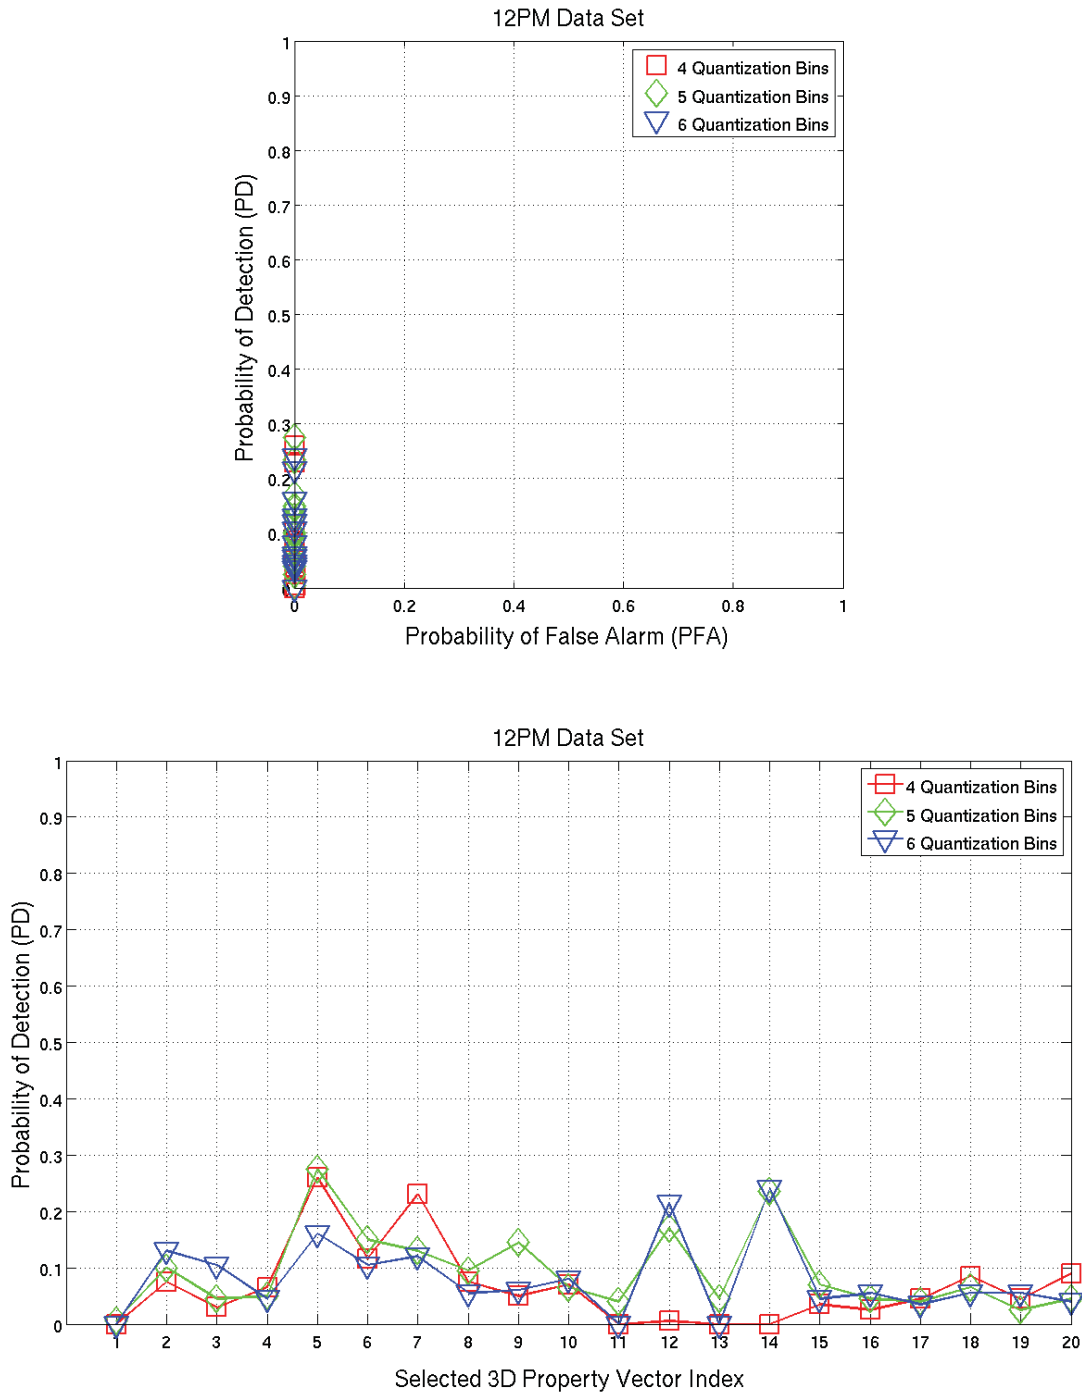 12PM Data Set
1
0.9
0.8
0.7
0.6
0.5
0.4
0.3
0.2
0.
0
4 Quantization Bins
5 Quantization Bins
6 Quantization Bins
Probability of Detection (PD)
0 0.2 0.4 0.6 0.8 1
Probability of False Alarm (PFA)
12PM Data Set
1
0.9
0.8
0.7
0.6
0.5
0.4
0.3
0.2
0.1
0
4 Quantization Bins
5 Quantization Bins
6 Quantization Bins
Probability of Detection (PD)
1 2 3 4 5 6 7 8 9 10 11 12 13 14 15 16 17 18 19 20
Selected 3D Property Vector Index